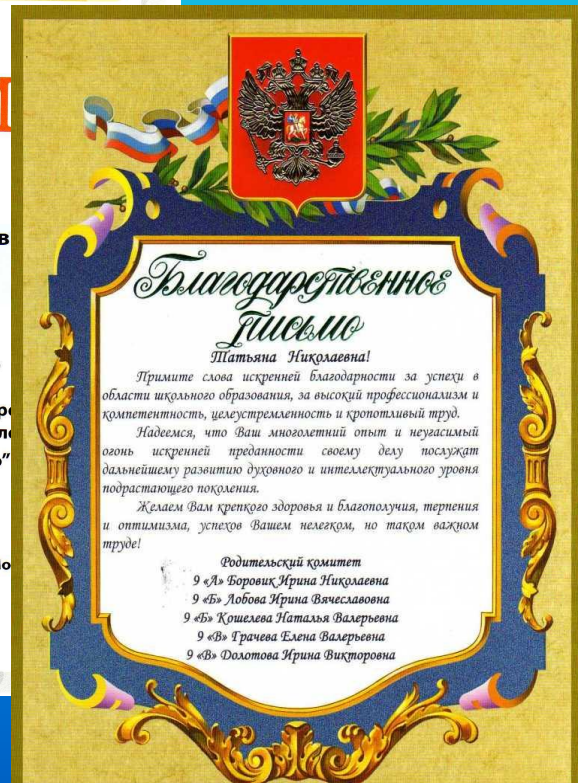 Благодарственное
письмо
Татьяна Николаевна!
Примите слова искренней благодарности за успехи в
области школьного образования, за высокий профессионализм и
компетентность, целеустремленность и кропотливый труд.
Надеемся, что Ваш многолетний опыт и неугасимый
огонь искренней преданности своему делу послужат
дальнейшему развитию духовного и интеллектуального уровня
подрастающего поколения.
Желаем Вам крепкого здоровья и благополучия, терпения
и оптимизма, успехов Вашем нелегком, но таком важном
труде!
Родительский комитет
9 «А» Боровик Ирина Николаевна
9 «Б» Лобова Ирина Вячеславовна
9 «Б» Кошелева Наталья Валерьевна
9 «В» Грачева Елена Валерьевна
9 «В» Долотова Ирина Викторовна